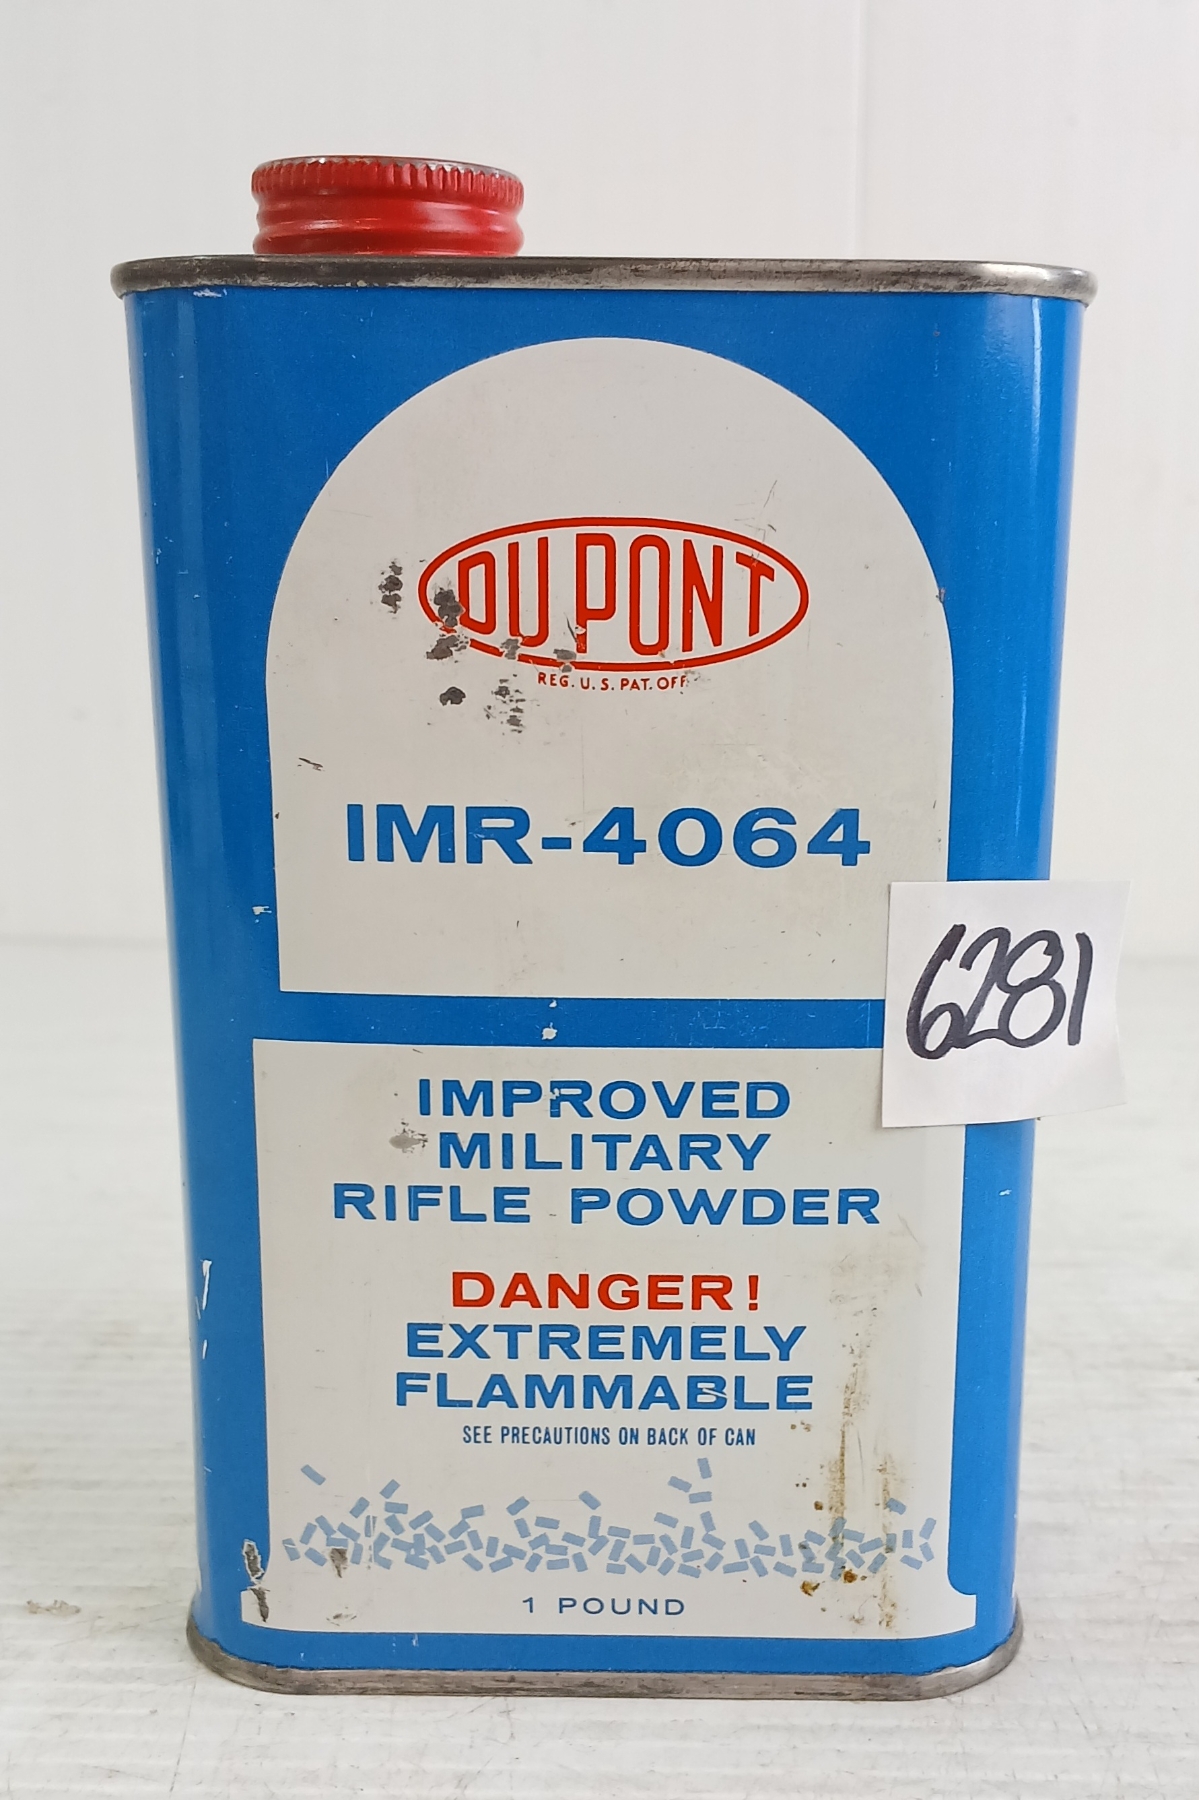 DU PONT
REG. U. S. PAT. OFF.
IMR-4064
6281
IMPROVED
MILITARY
RIFLE POWDER
DANGER!
EXTREMELY
FLAMMABLE
SEE PRECAUTIONS ON BACK OF CAN
1 POUND